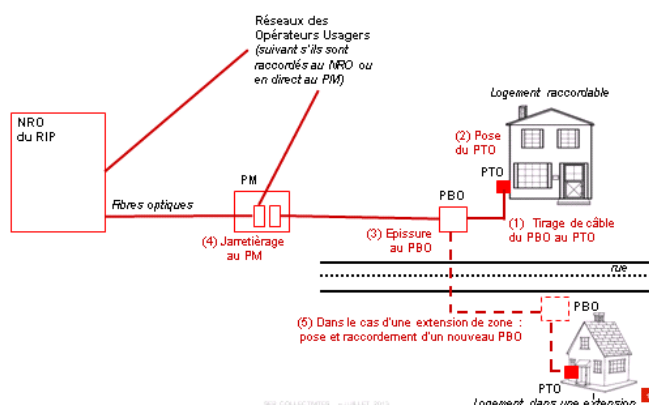 Réseaux des
Opérateurs Usagers
(suivant s'ils sont
raccordés au NRO ou
en direct au PM)
Logement raccordable
NRO
du RIP
(2) Pose
du PTO
PTO
PM
PBO
Fibres optiques
(1) Tirage de câble
du PBO au PTO
(3) Epissure
au PBO
(4) Jarretièrage
au PM
rue
PBO
(5) Dans le cas d'une extension de zone :
pose et raccordement d'un nouveau PBO
PTO
Logement dans une extension